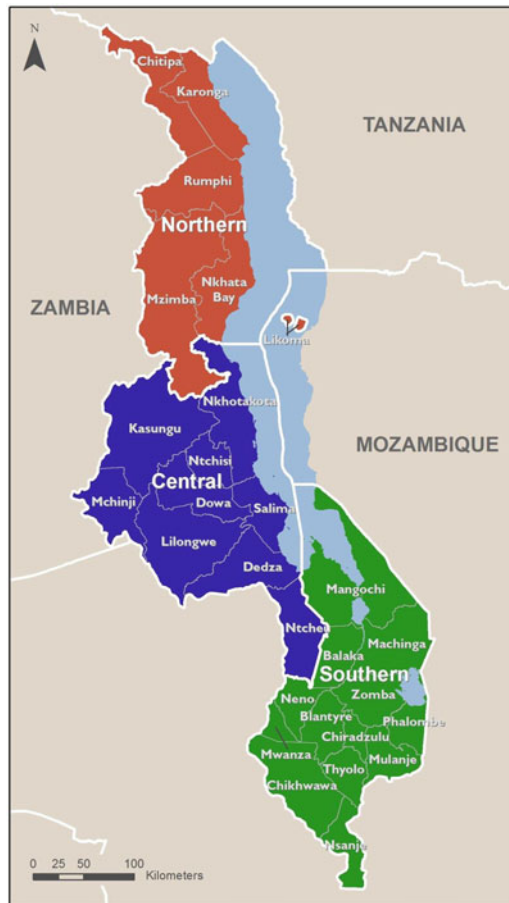 N
Chitipa
Karonga
TANZANIA
Rumphi
Northern
Mzimba
Nkhata
Bay
ZAMBIA
Likoma
Nkhotakota
Kasungu
MOZAMBIQUE
Ntchisi
Central
Mchinji
Dowa
Salima
Lilongwe
Dedza
Mangochi
Ntcheu
Machinga
Balaka
Southern
Zomba
Neno
Blantyre
Phalombe
Chiradzulu
Mwanza
Mulanje
Thyolo
Chikhwawa
Nsanje
0 25 50 100
Kilometers